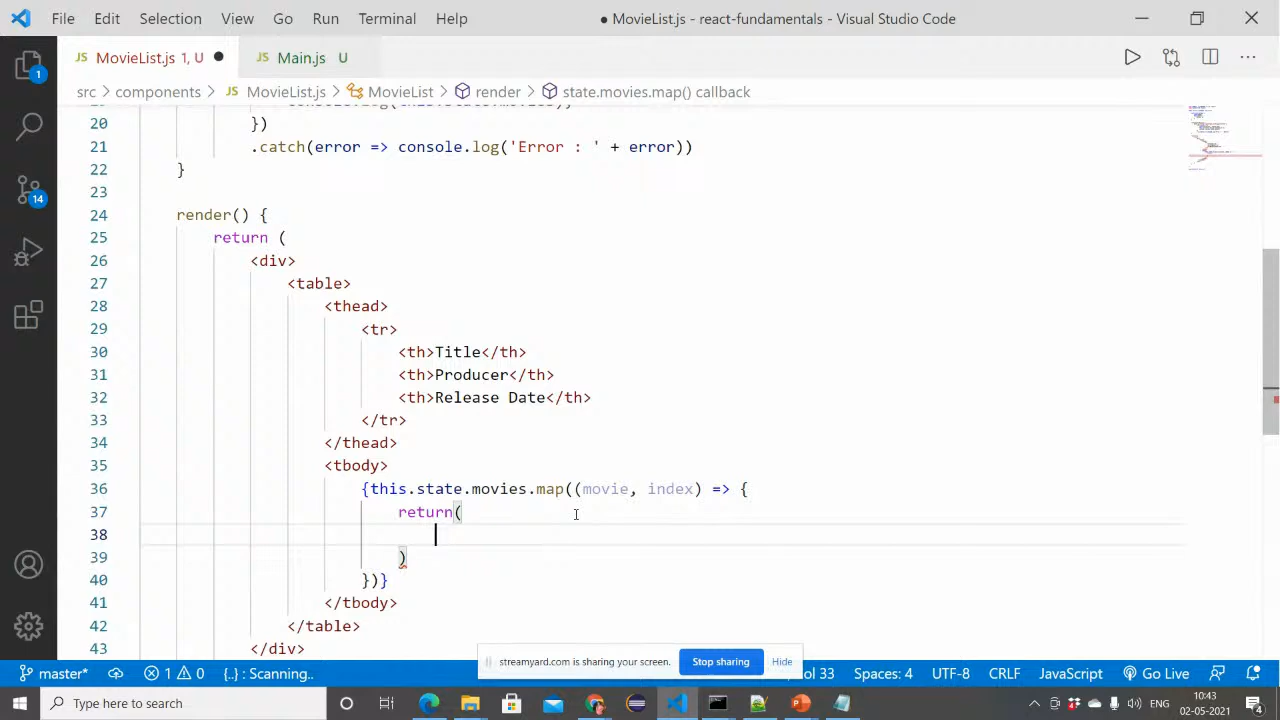 File Edit Selection View Go Run Terminal Help ● MovieList.js - react-fundamentals - Visual Studio Code
JS MovieList.js 1, U ● JS Main.js U
src > components > JS MovieList.js > MovieList > render > state.movies.map() callback
20 })
21 .catch(error => console.log('Error : ' + error))
22 }
23
24 render() {
25 return (
26 <div>
27 <table>
28 <thead>
29 <tr>
30 <th>Title</th>
31 <th>Producer</th>
32 <th>Release Date</th>
33 </tr>
34 </thead>
35 <tbody>
36 {this.state.movies.map((movie, index) => {
37 return(
38
39 )
40 })}
41 </tbody>
42 </table>
43 </div>
1
14
streamyard.com is sharing your screen. Stop sharing Hide
master* 1 0 {..} : Scanning.. ol 33 Spaces: 4 UTF-8 CRLF JavaScript Go Live
Type here to search ENG 10:43
02-05-2021 4